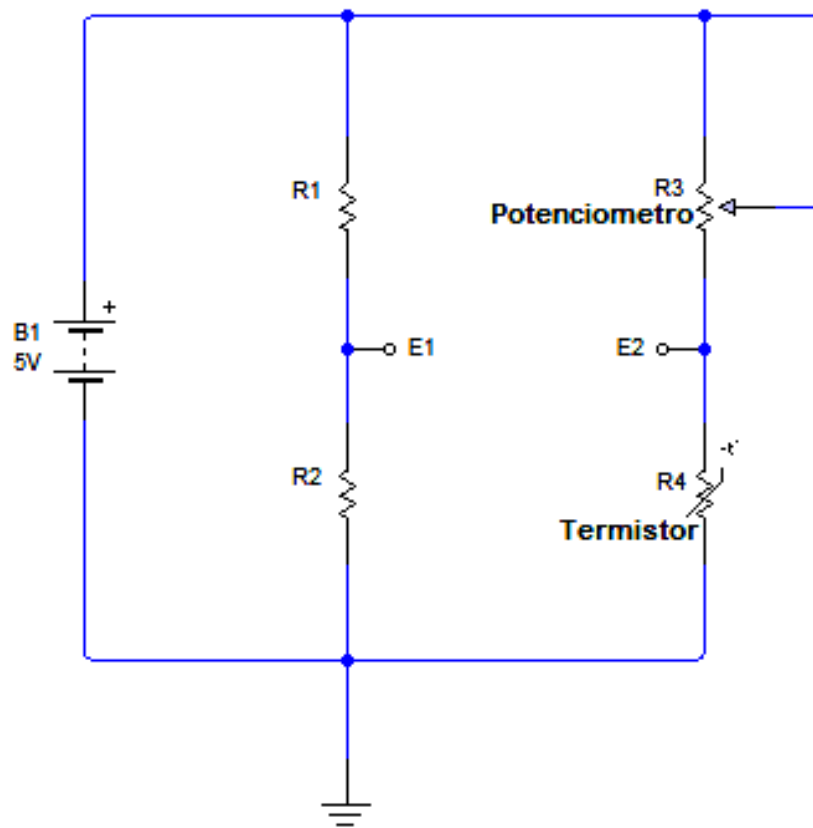 R1
R3
Potenciometro
+
B1
5V
E1
E2
-t°
R2
R4
Termistor